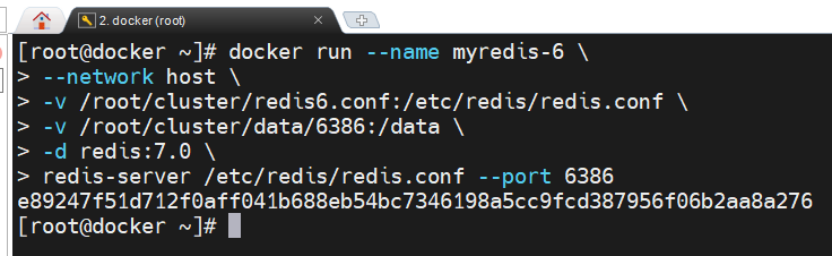 2. docker (root)
[root@docker ~]# docker run --name myredis-6 \
> --network host \
> -v /root/cluster/redis6.conf:/etc/redis/redis.conf \
> -v /root/cluster/data/6386:/data \
> -d redis:7.0 \
> redis-server /etc/redis/redis.conf --port 6386
e89247f51d712f0aff041b688eb54bc7346198a5cc9fcd387956f06b2aa8a276
[root@docker ~]#